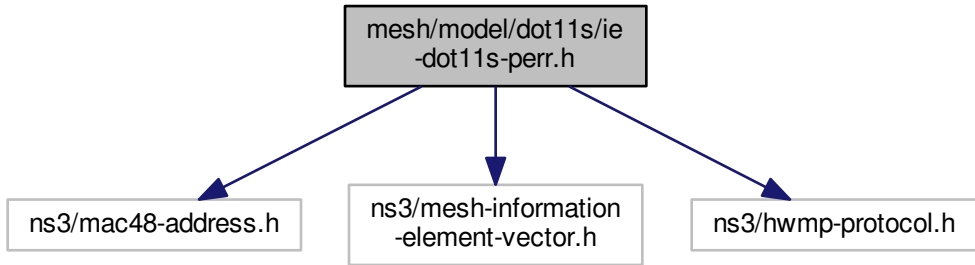 mesh/model/dot11s/ie
-dot11s-perr.h
ns3/mac48-address.h
ns3/mesh-information
-element-vector.h
ns3/hwmp-protocol.h